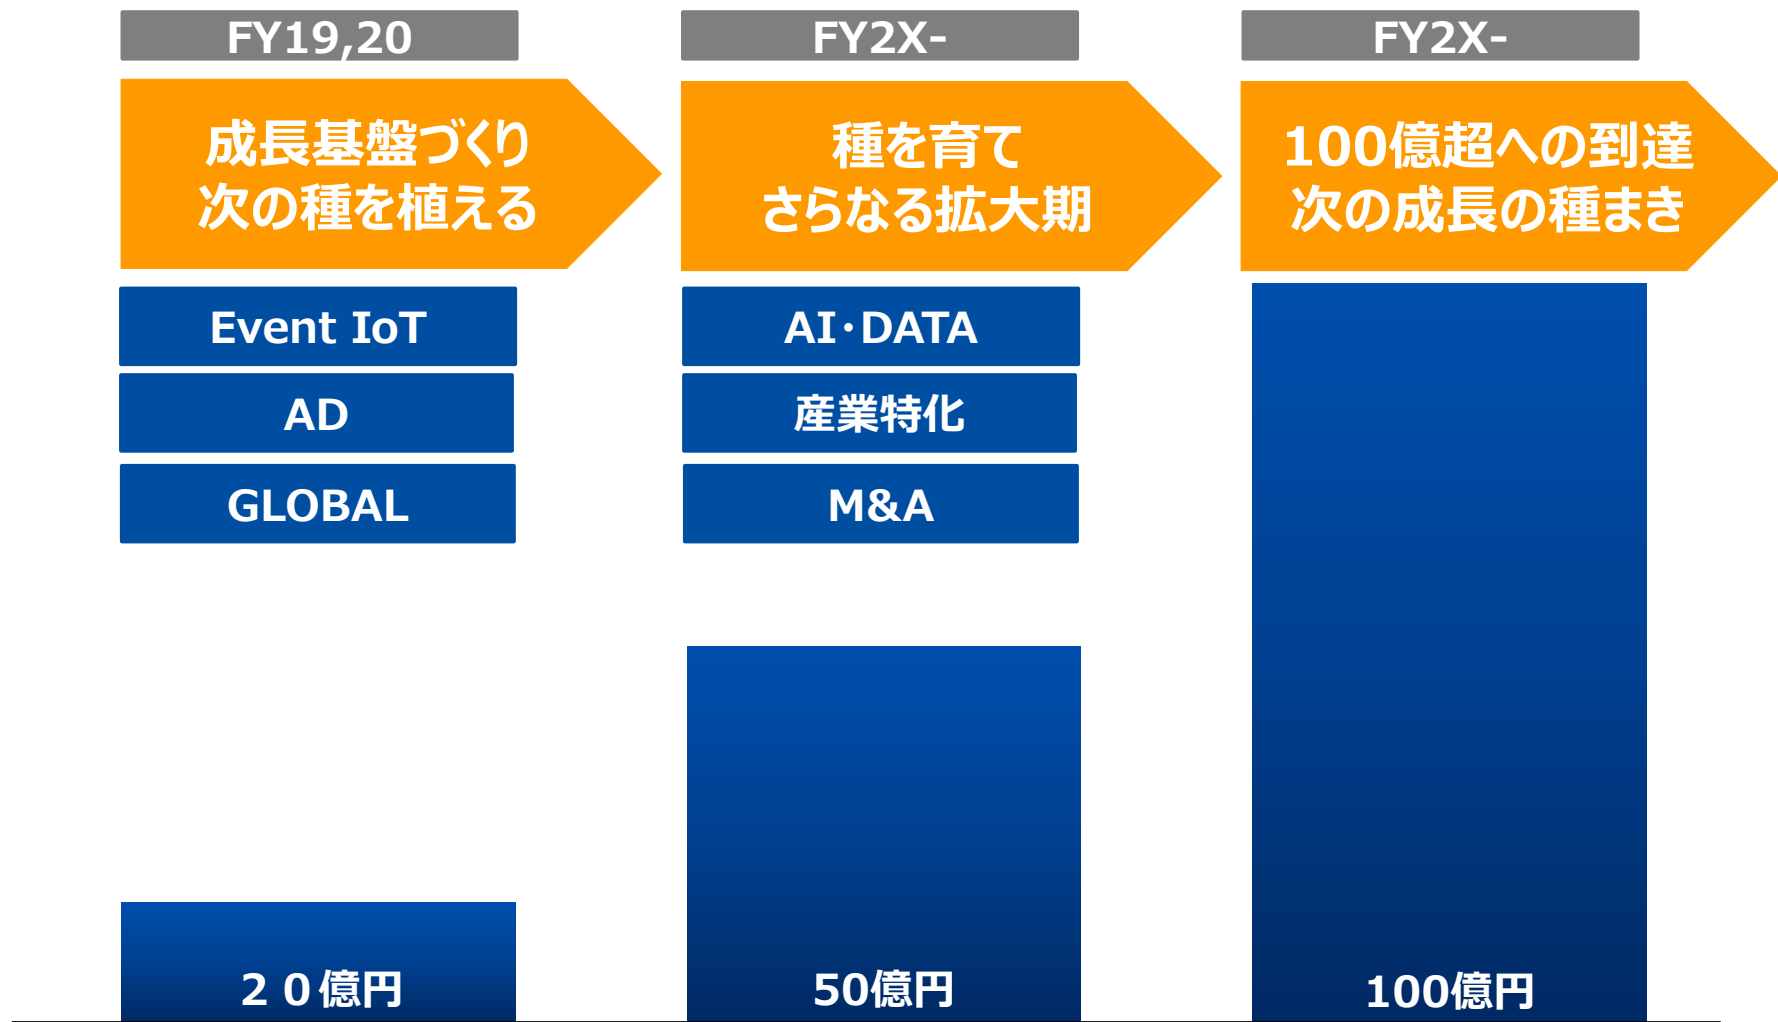 FY19,20
成長基盤づくり
次の種を植える
Event IoT
AD
GLOBAL
２０億円
FY2X-
種を育て
さらなる拡大期
AI・DATA
産業特化
M&A
50億円
FY2X-
100億超への到達
次の成長の種まき
100億円